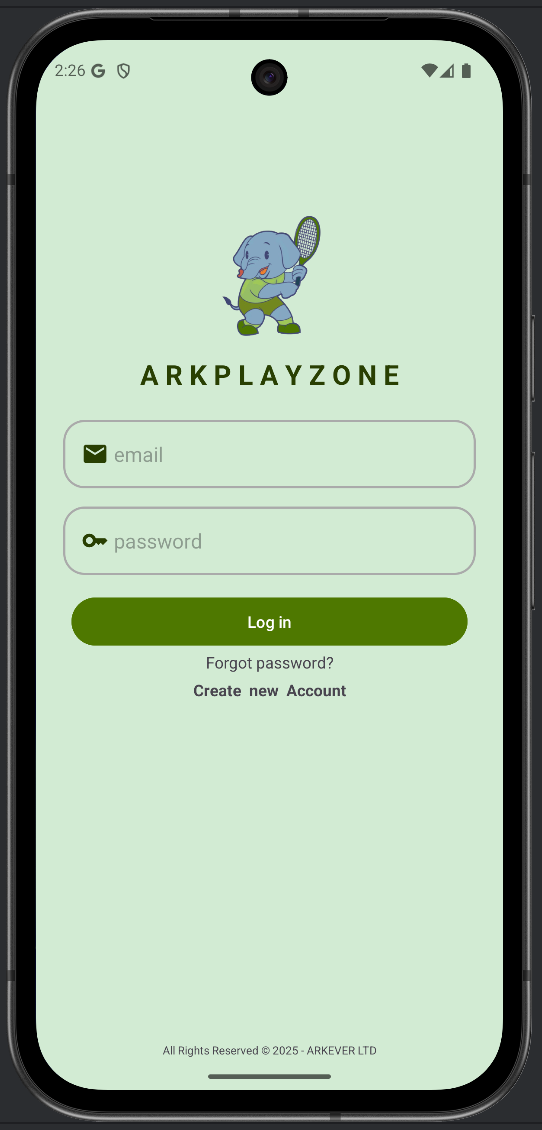 2:26
ARKPLAYZONE
email
password
Log in
Forgot password?
Create new Account
All Rights Reserved © 2025 - ARKEVER LTD